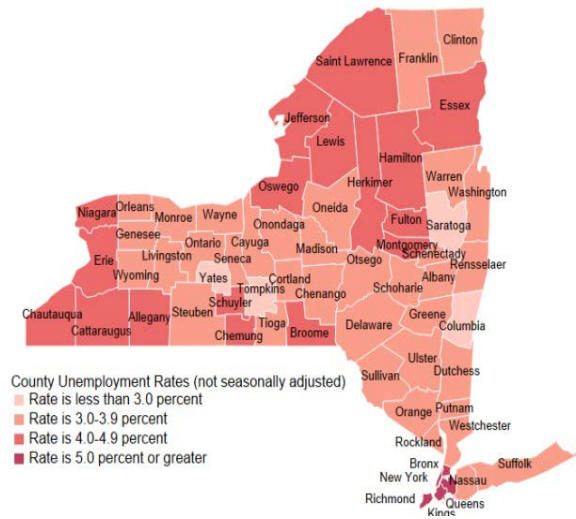 Clinton
Franklin
Saint Lawrence
Essex
Jefferson
Lewis
Hamilton
Warren
Washington
Herkimer
Oswego
Oneida
Niagara
Orleans
Monroe
Wayne
Fulton
Saratoga
Genesee
Onondaga
Montgomery
Schenectady
Erie
Ontario
Cayuga
Madison
Livingston
Seneca
Otsego
Rensselaer
Wyoming
Yates
Cortland
Albany
Tompkins
Schoharie
Chenango
Chautauqua
Allegany
Schuyler
Cattaraugus
Steuben
Tioga
Broome
Delaware
Greene
Columbia
Chemung
Ulster
Dutchess
Sullivan
Orange
Putnam
Westchester
Rockland
Bronx
Suffolk
New York
Nassau
Richmond
Queens
Kings
County Unemployment Rates (not seasonally adjusted)
Rate is less than 3.0 percent
Rate is 3.0-3.9 percent
Rate is 4.0-4.9 percent
Rate is 5.0 percent or greater